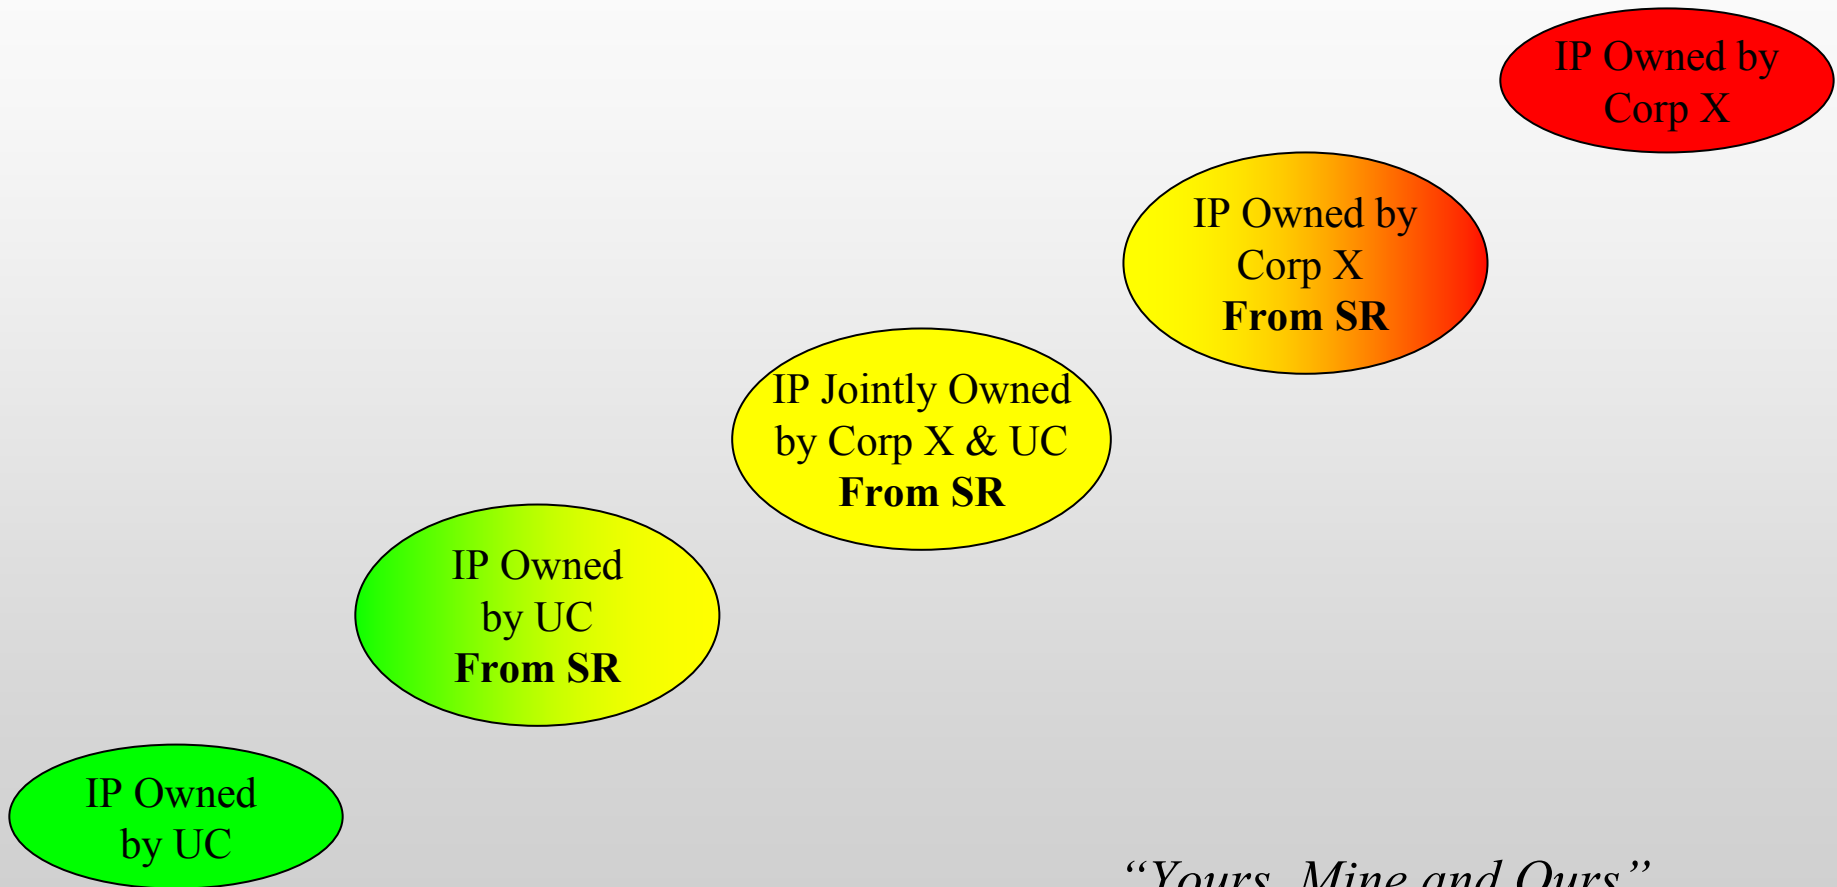 IP Owned by
Corp X
IP Owned by
Corp X
From SR
IP Jointly Owned
by Corp X & UC
From SR
IP Owned
by UC
From SR
IP Owned
by UC
“Yours, Mine and Ours”